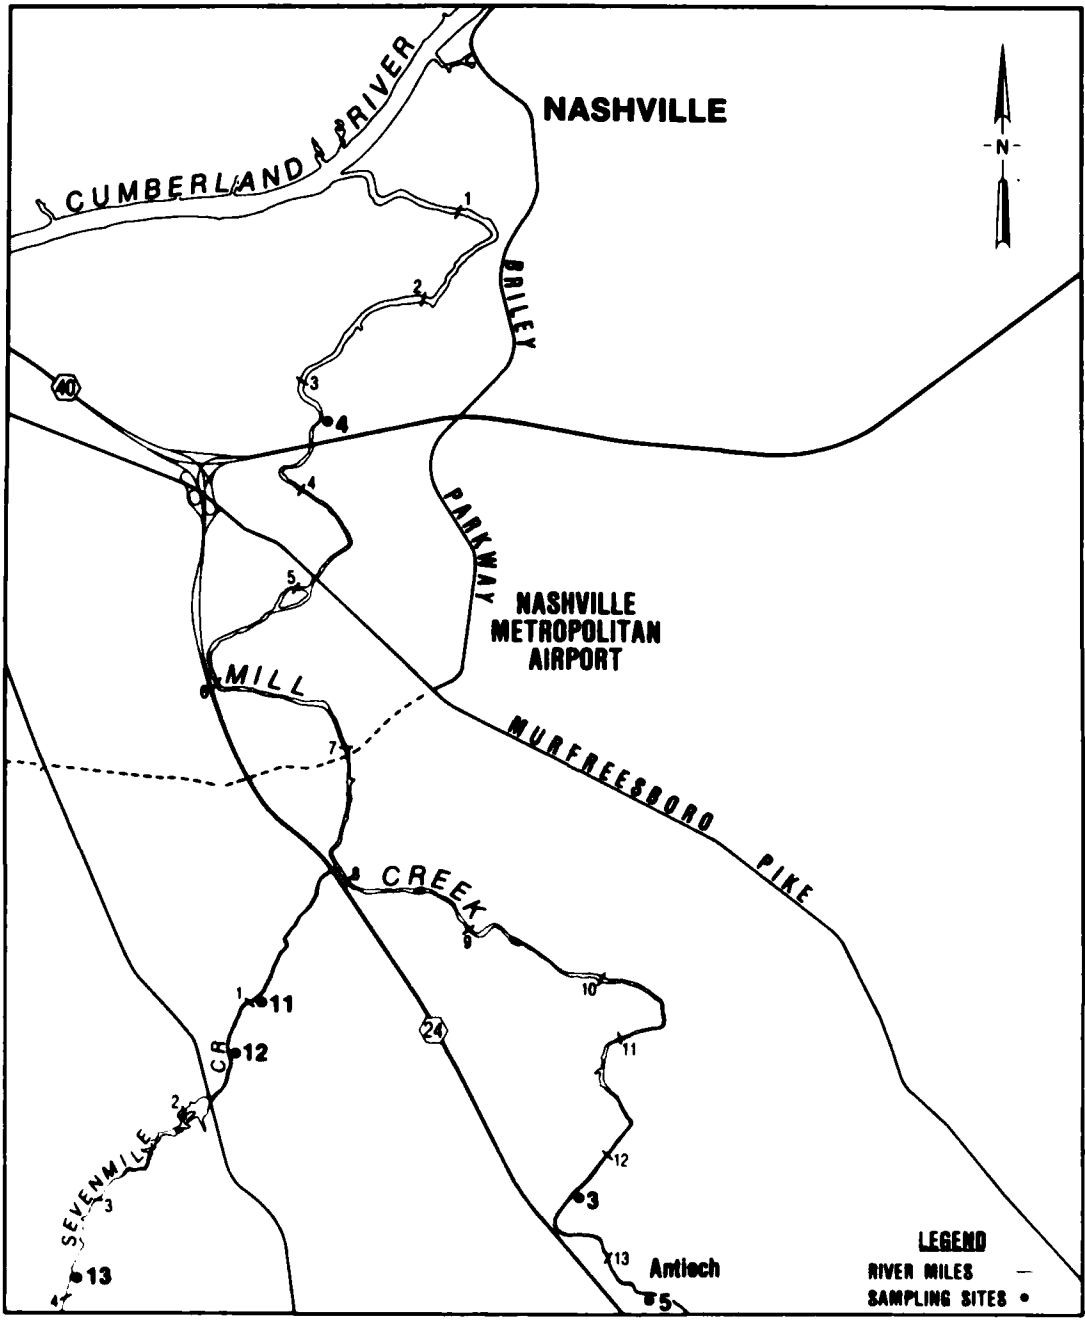 NASHVILLE
CUMBERLAND RIVER
- N -
1
BRILEY
2
40
3
4
4
PARKWAY
5
NASHVILLE
METROPOLITAN
AIRPORT
6
MILL
MURFREESBORO
7
PIKE
8
CREEK
9
10
1
11
24
11
CR
12
2
12
SEVENMILE
3
3
13
13
Antioch
4
5
LEGEND
RIVER MILES —
SAMPLING SITES •